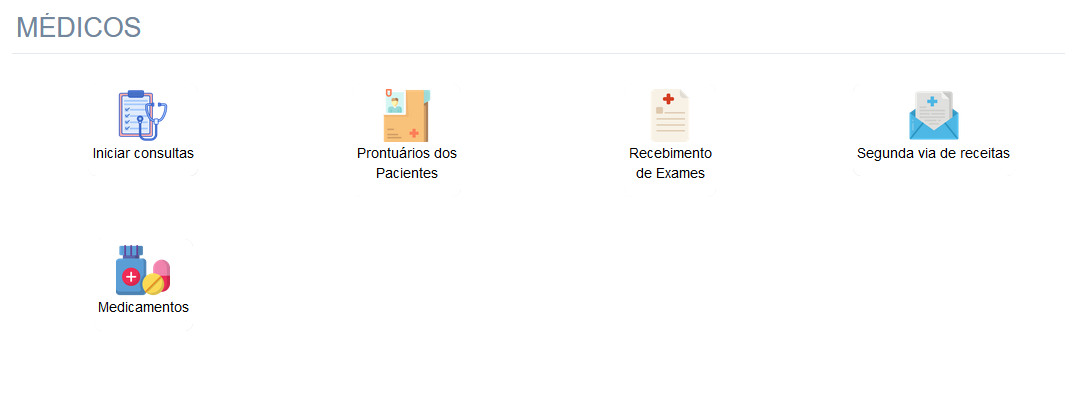 MÉDICOS
Iniciar consultas
Prontuários dos
Pacientes
Recebimento
de Exames
Segunda via de receitas
Medicamentos